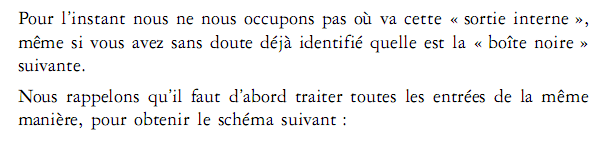 Pour l'instant nous ne nous occupons pas où va cette « sortie interne »,
même si vous avez sans doute déjà identifié quelle est la « boîte noire »
suivante.
Nous rappelons qu'il faut d'abord traiter toutes les entrées de la même
manière, pour obtenir le schéma suivant :